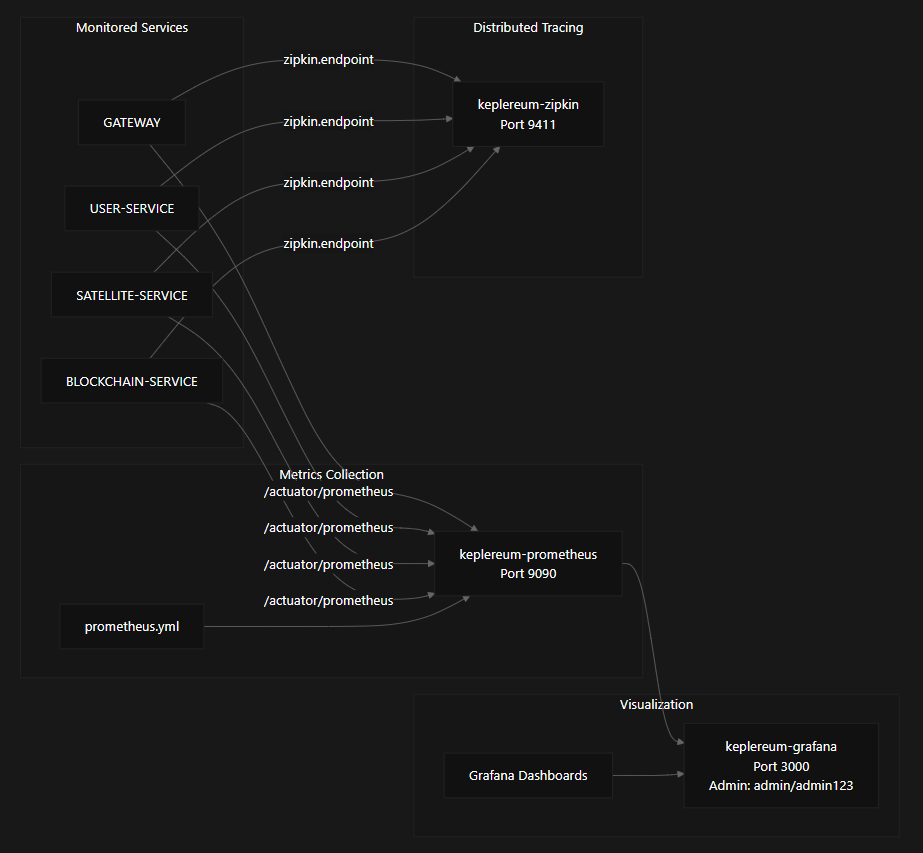 Monitored Services
Distributed Tracing
zipkin.endpoint
keplereum-zipkin
Port 9411
GATEWAY
zipkin.endpoint
zipkin.endpoint
USER-SERVICE
zipkin.endpoint
SATELLITE-SERVICE
BLOCKCHAIN-SERVICE
Metrics Collection
/actuator/prometheus
/actuator/prometheus
keplereum-prometheus
Port 9090
/actuator/prometheus
/actuator/prometheus
prometheus.yml
Visualization
keplereum-grafana
Port 3000
Admin: admin/admin123
Grafana Dashboards